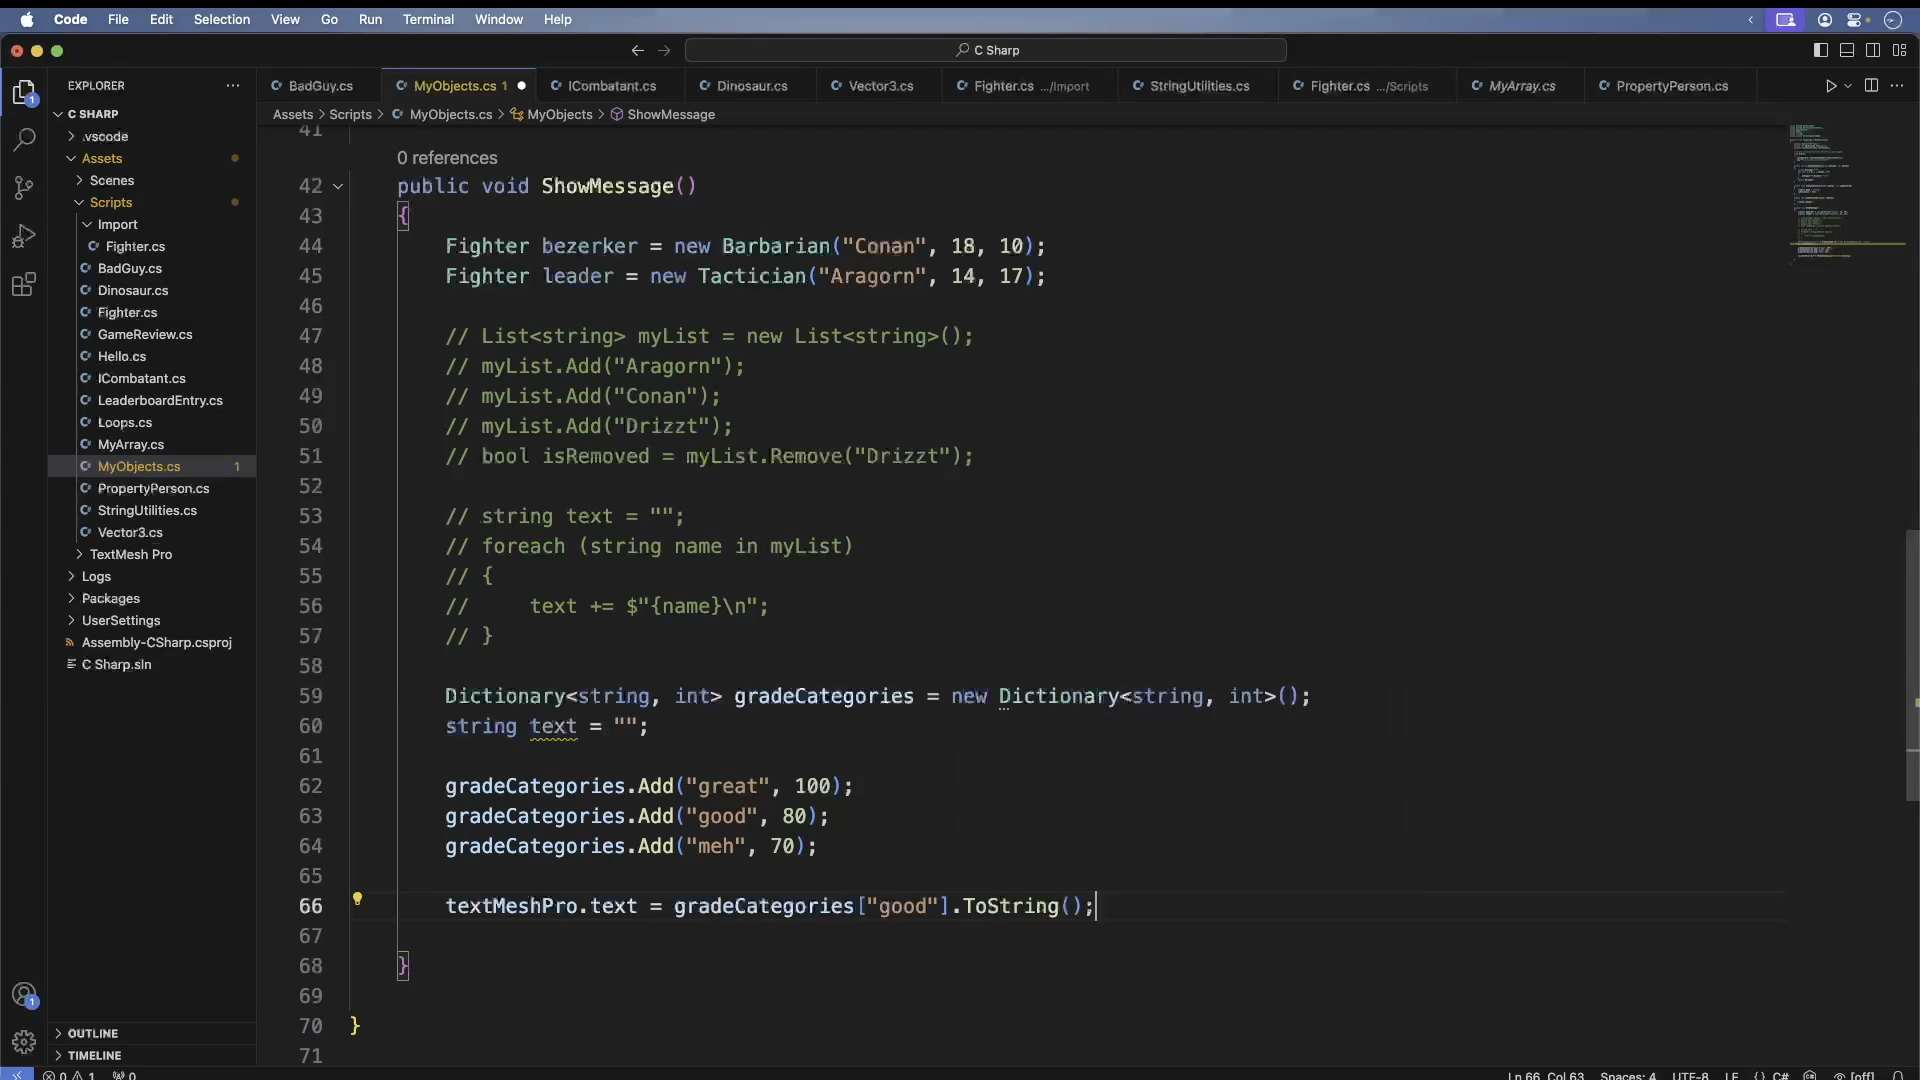 Code File Edit Selection View Go Run Terminal Window Help
C Sharp
EXPLORER
BadGuy.cs
MyObjects.cs 1
ICombatant.cs
Dinosaur.cs
Vector3.cs
Fighter.cs .../Import
StringUtilities.cs
Fighter.cs .../Scripts
MyArray.cs
PropertyPerson.cs
Assets > Scripts > MyObjects.cs > MyObjects > ShowMessage
C SHARP
.vscode
Assets
Scenes
Scripts
Import
Fighter.cs
BadGuy.cs
Dinosaur.cs
Fighter.cs
GameReview.cs
Hello.cs
ICombatant.cs
LeaderboardEntry.cs
Loops.cs
MyArray.cs
MyObjects.cs 1
PropertyPerson.cs
StringUtilities.cs
Vector3.cs
TextMesh Pro
Logs
Packages
UserSettings
Assembly-CSharp.csproj
C Sharp.sln
1
1
OUTLINE
TIMELINE
41
0 references
42 public void ShowMessage()
43 {
44 Fighter bezerker = new Barbarian("Conan", 18, 10);
45 Fighter leader = new Tactician("Aragorn", 14, 17);
46
47 // List<string> myList = new List<string>();
48 // myList.Add("Aragorn");
49 // myList.Add("Conan");
50 // myList.Add("Drizzt");
51 // bool isRemoved = myList.Remove("Drizzt");
52
53 // string text = "";
54 // foreach (string name in myList)
55 // {
56 //     text += $"{name}\n";
57 // }
58
59 Dictionary<string, int> gradeCategories = new Dictionary<string, int>();
60 string text = "";
61
62 gradeCategories.Add("great", 100);
63 gradeCategories.Add("good", 80);
64 gradeCategories.Add("meh", 70);
65
66 textMeshPro.text = gradeCategories["good"].ToString();
67
68 }
69
70 }
71
0 1 0
Ln 66, Col 63 Spaces: 4 UTF-8 LF {} C# [off]